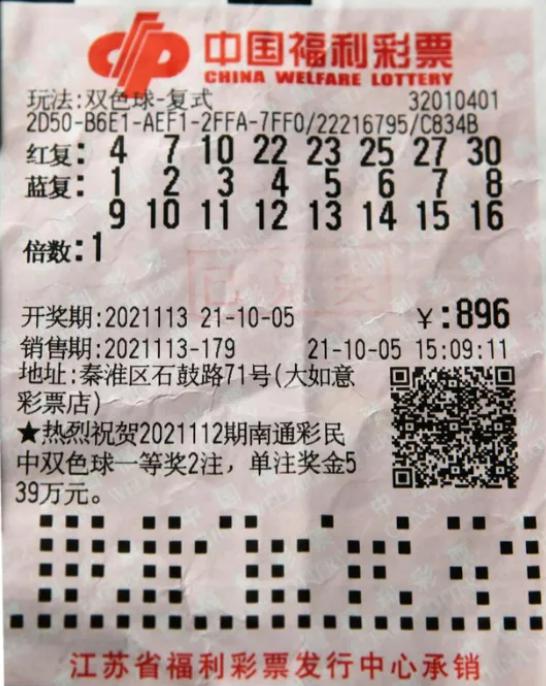 中国福利彩票
CHINA WELFARE LOTTERY
玩法:双色球-复式 32010401
2D50-B6E1-AEF1-2FFA-7FF0/22216795/C834B
红复: 4 7 10 22 23 25 27 30
蓝复: 1 2 3 4 5 6 7 8
9 10 11 12 13 14 15 16
倍数:1
开奖期:2021113 21-10-05 ¥:896
销售期:2021113-179 21-10-05 15:09:11
地址:秦淮区石鼓路71号(大如意
彩票店)
★热烈祝贺2021112期南通彩民
中双色球一等奖2注，单注奖金5
39万元。
江苏省福利彩票发行中心承销